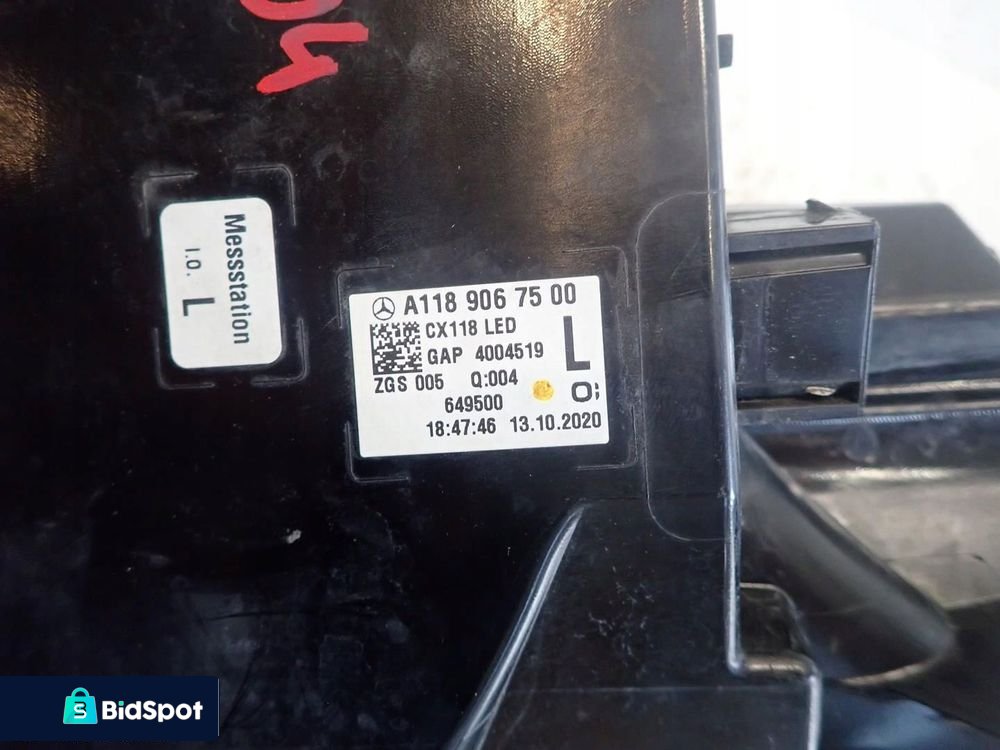 04
Messstation
i.O. L
A118 906 75 00
CX118 LED
GAP 4004519
L
ZGS 005 Q:004
O;
649500
18:47:46 13.10.2020
BidSpot